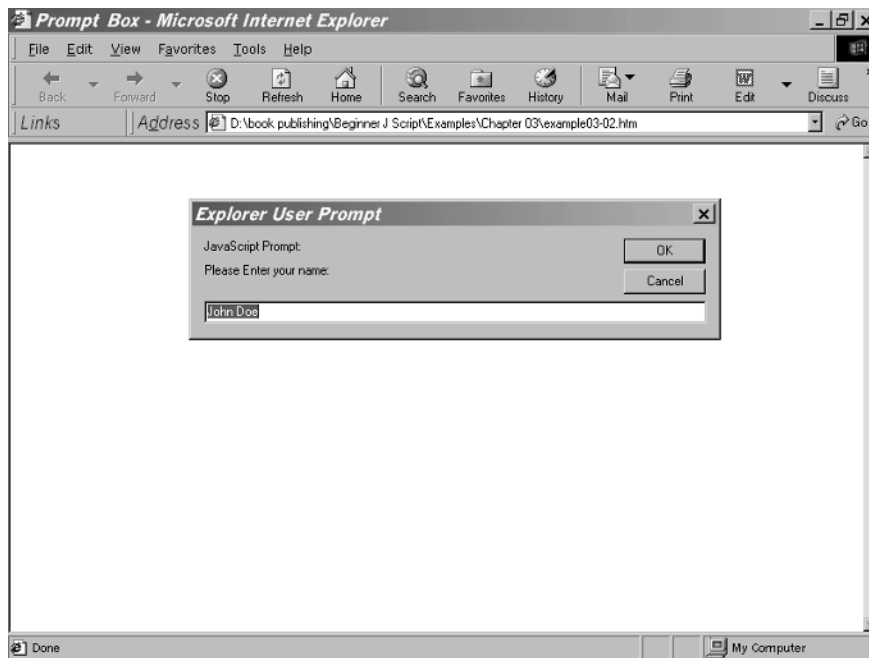 Prompt Box - Microsoft Internet Explorer
File Edit View Favorites Tools Help
Back Forward Stop Refresh Home Search Favorites History Mail Print Edit Discuss
Links Address D:\book publishing\Beginner J Script\Examples\Chapter 03\example03-02.htm Go
Explorer User Prompt
JavaScript Prompt:
OK
Please Enter your name:
Cancel
John Doe
Done My Computer